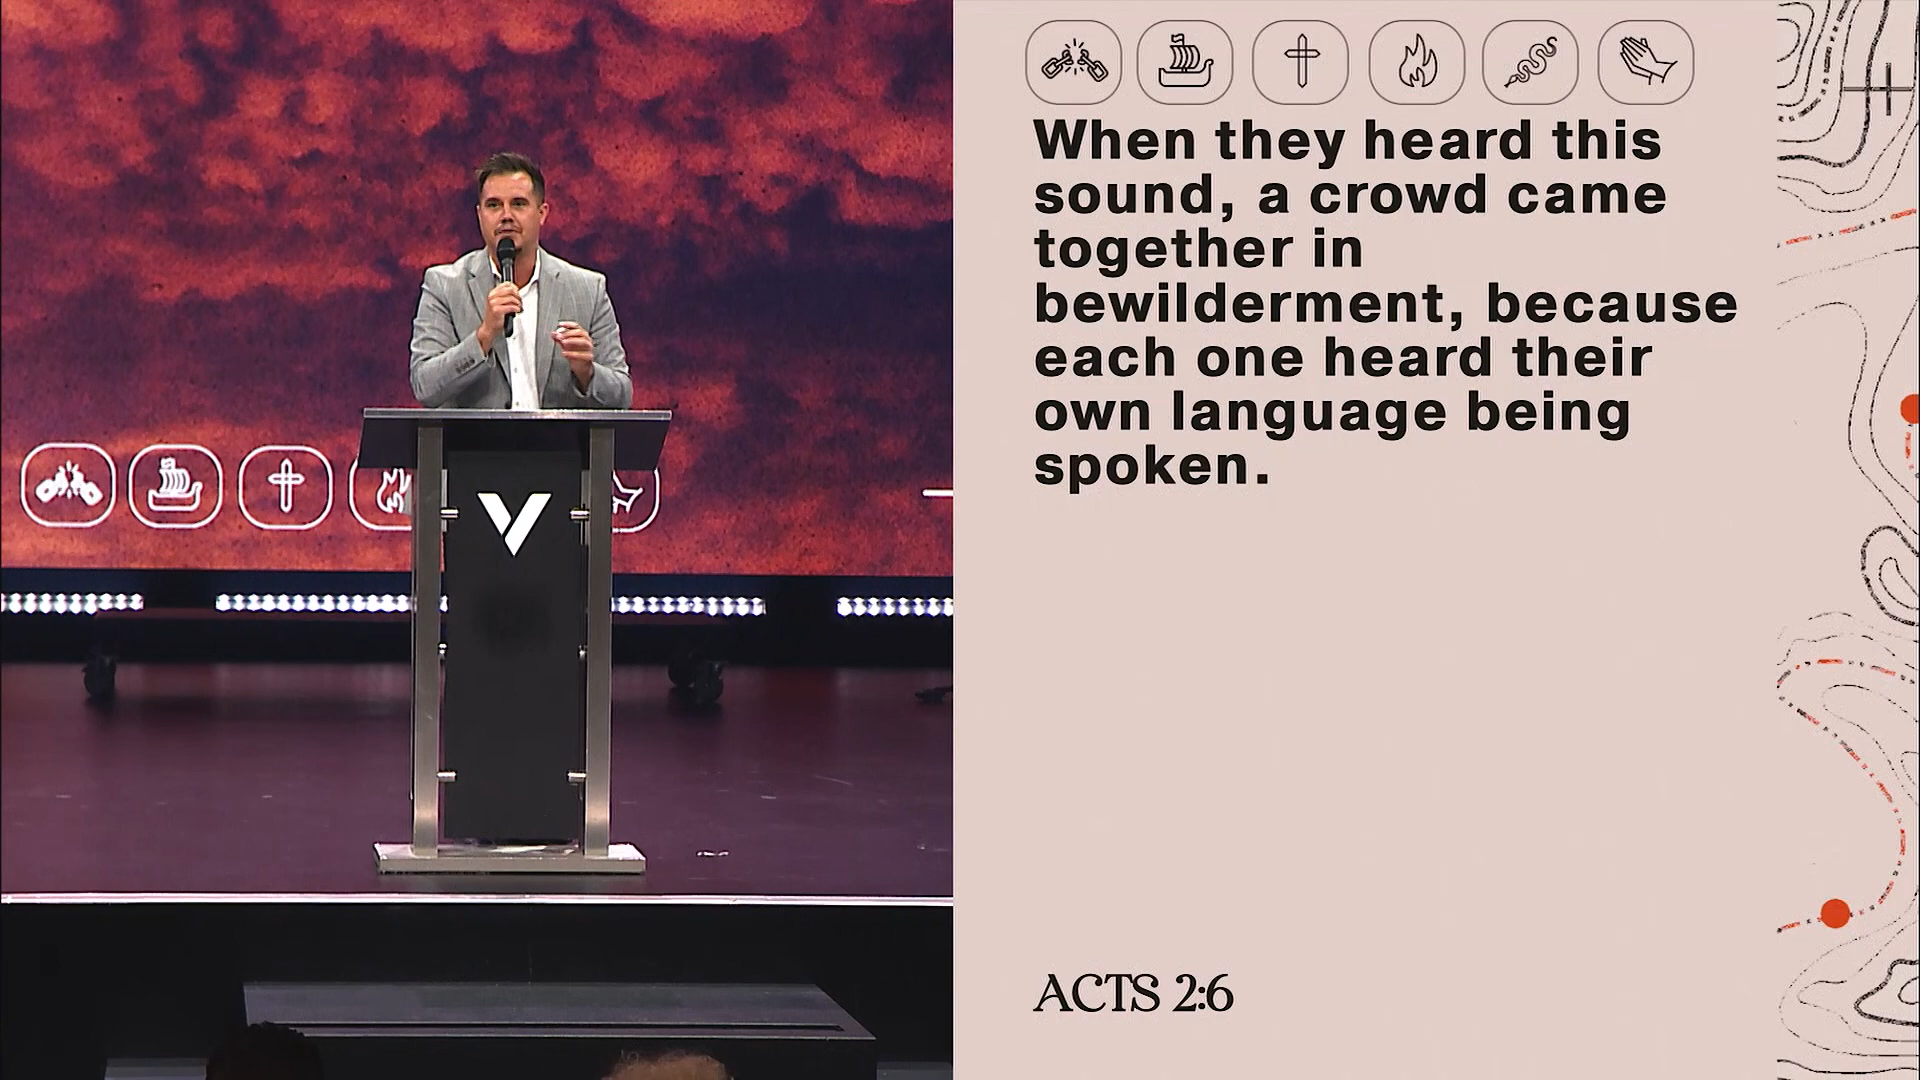 When they heard this
sound, a crowd came
together in
bewilderment, because
each one heard their
own language being
spoken.
ACTS 2:6